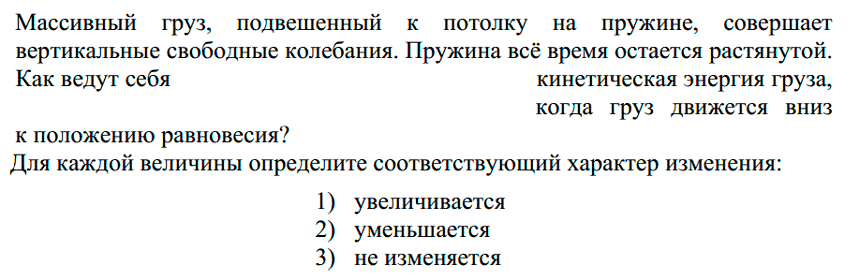 Массивный груз, подвешенный к потолку на пружине, совершает
вертикальные свободные колебания. Пружина всё время остается растянутой.
Как ведут себя кинетическая энергия груза,
когда груз движется вниз
к положению равновесия?
Для каждой величины определите соответствующий характер изменения:
1) увеличивается
2) уменьшается
3) не изменяется